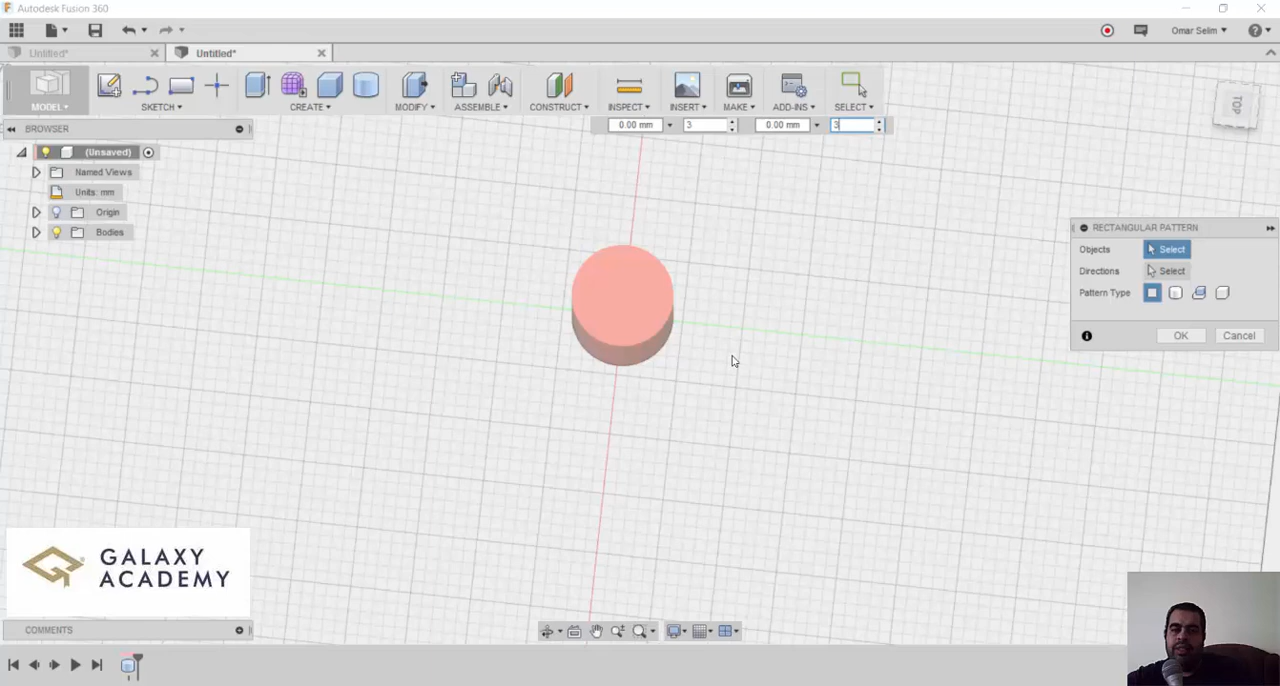 Autodesk Fusion 360
Omar Selim
Untitled*
Untitled*
MODEL
SKETCH
CREATE
MODIFY
ASSEMBLE
CONSTRUCT
INSPECT
INSERT
MAKE
ADD-INS
SELECT
0.00 mm 3 0.00 mm 3
BROWSER
(Unsaved)
Named Views
Units: mm
Origin
Bodies
TOP
RECTANGULAR PATTERN
Objects Select
Directions Select
Pattern Type
OK Cancel
GALAXY
ACADEMY
COMMENTS